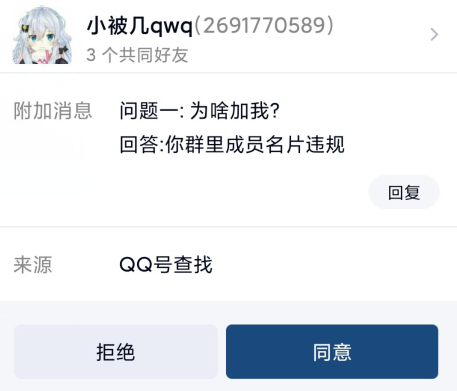 小被几qwq(2691770589)
3 个共同好友
附加消息
问题一: 为啥加我?
回答:你群里成员名片违规
回复
来源
QQ号查找
拒绝
同意